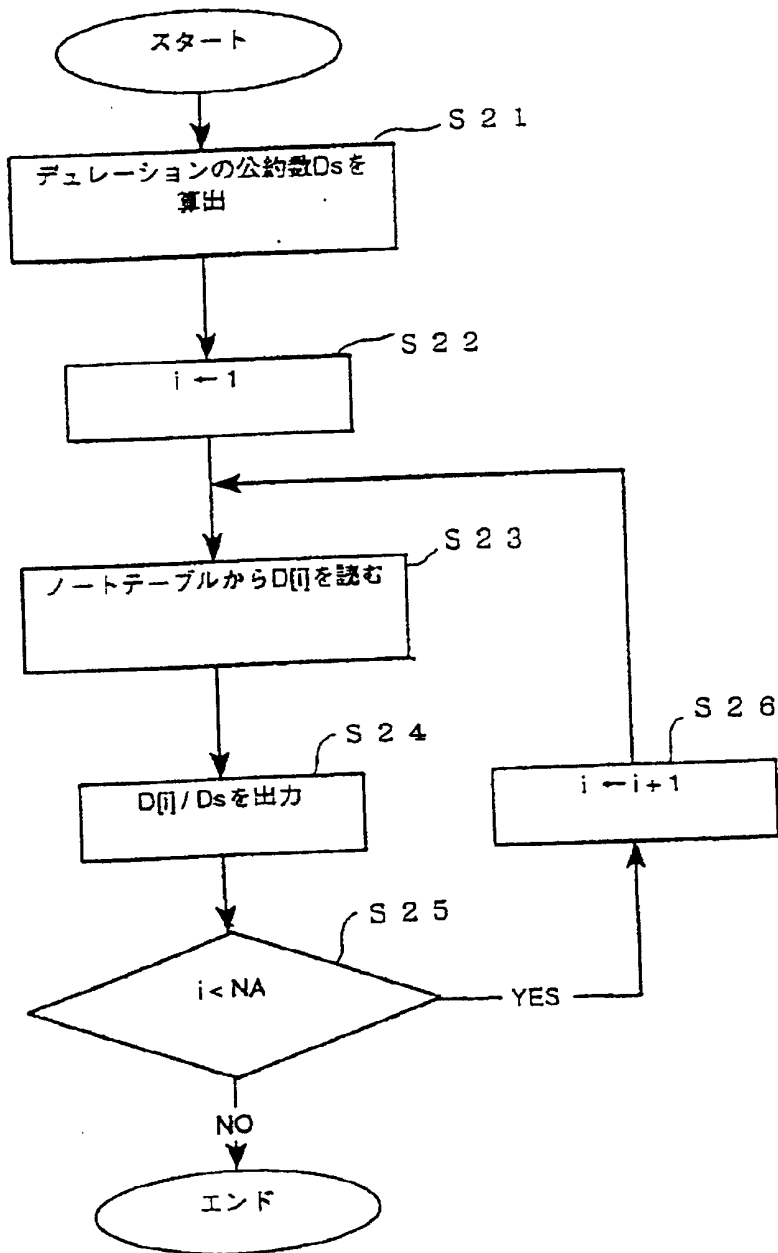 スタート
S21
デュレーションの公約数Dsを
算出
S22
i ← 1
S23
ノートテーブルからD[i]を読む
S24
D[i] / Dsを出力
S26
i ← i + 1
S25
i < NA
YES
NO
エンド